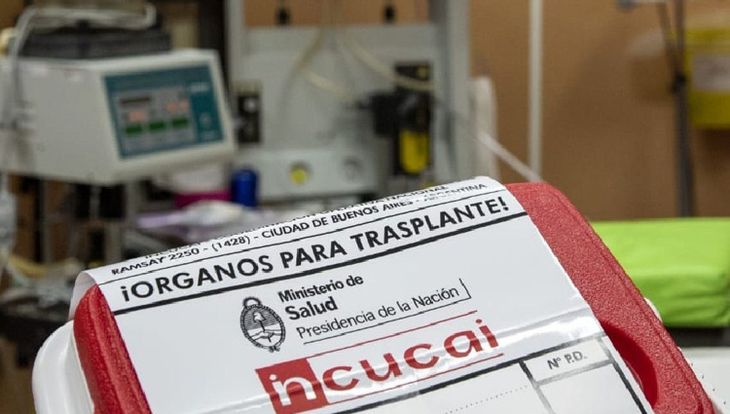 RAMSAY 2250 - (1428) - CIUDAD DE BUENOS AIRES - ARGENTINA
¡ORGANOS PARA TRASPLANTE!
Ministerio de
Salud
Presidencia de la Nación
incucai
N° P.D.